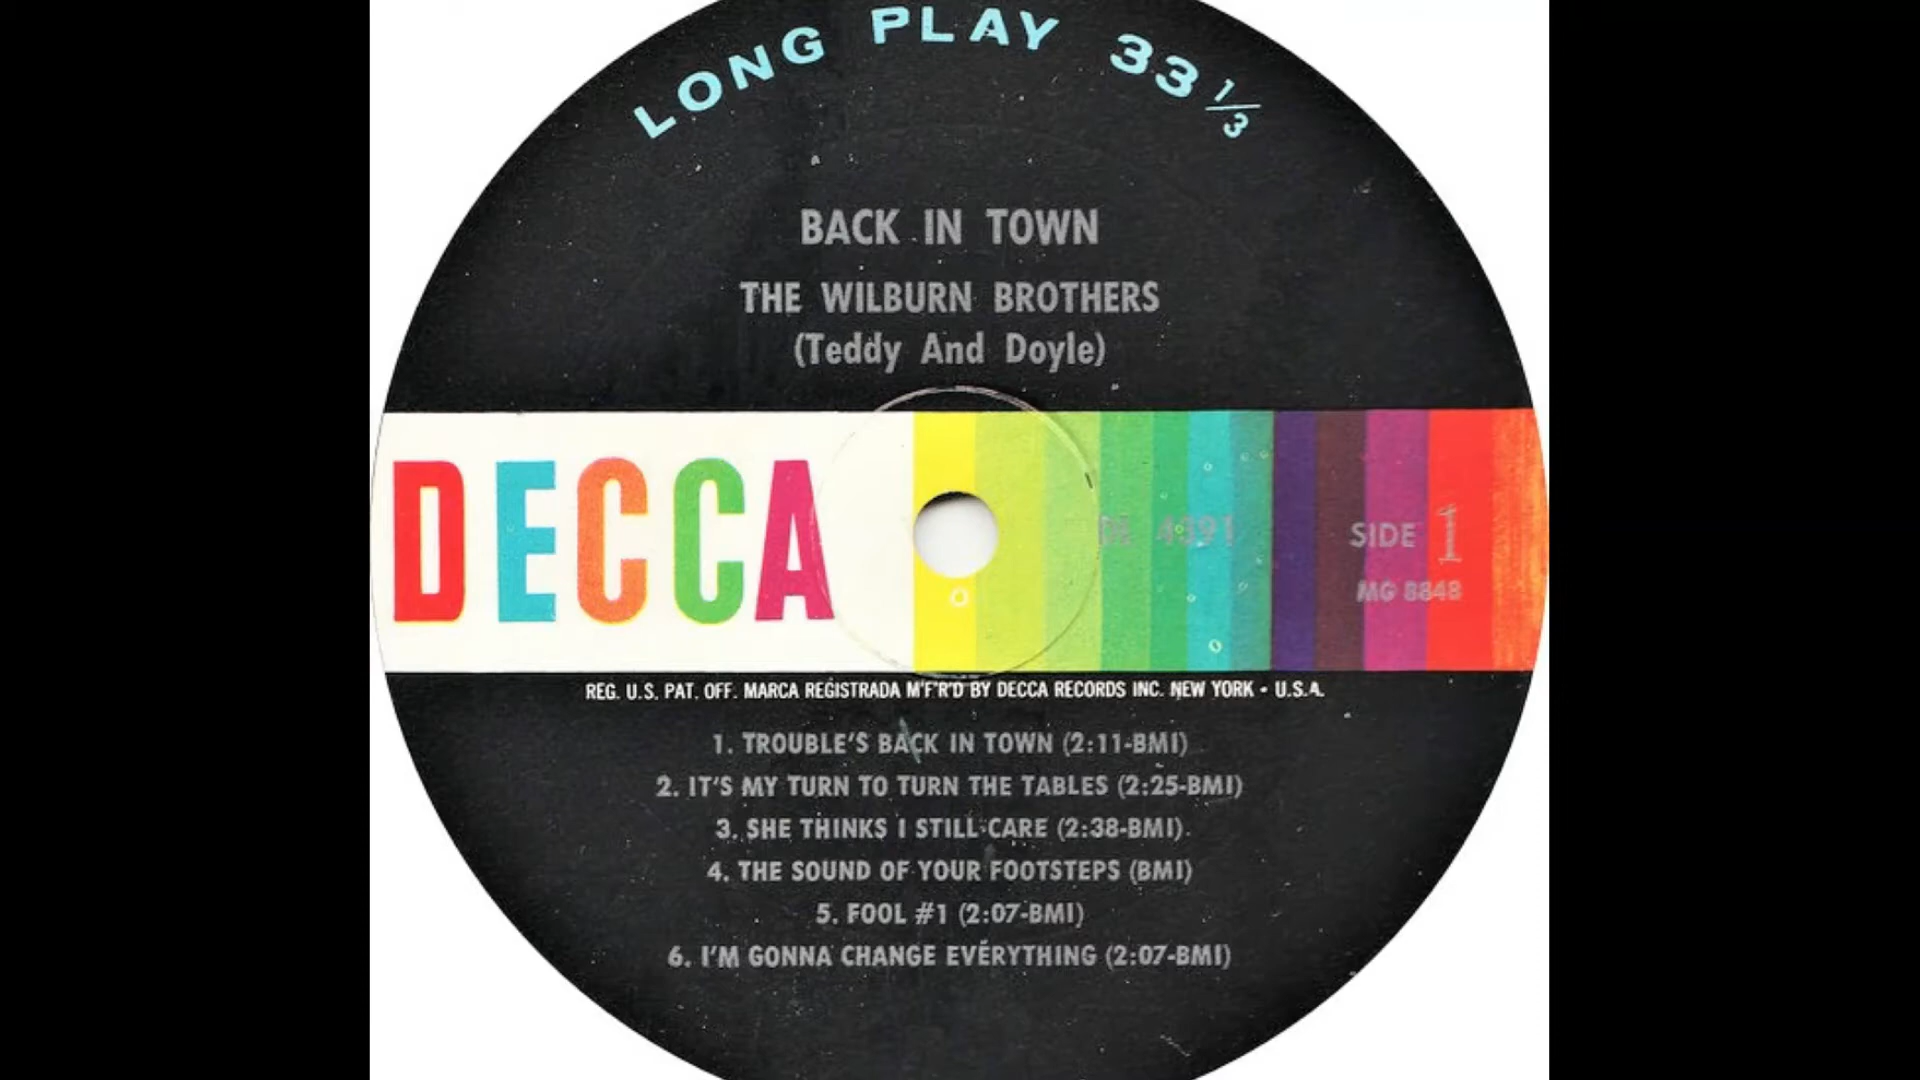 LONG PLAY 33 1/3
BACK IN TOWN
THE WILBURN BROTHERS
(Teddy And Doyle)
DECCA
DL 4391
SIDE 1
MG 8848
REG. U.S. PAT. OFF. MARCA REGISTRADA M'F'R'D BY DECCA RECORDS INC. NEW YORK • U.S.A.
1. TROUBLE'S BACK IN TOWN (2:11-BMI)
2. IT'S MY TURN TO TURN THE TABLES (2:25-BMI)
3. SHE THINKS I STILL CARE (2:38-BMI)
4. THE SOUND OF YOUR FOOTSTEPS (BMI)
5. FOOL #1 (2:07-BMI)
6. I'M GONNA CHANGE EVERYTHING (2:07-BMI)